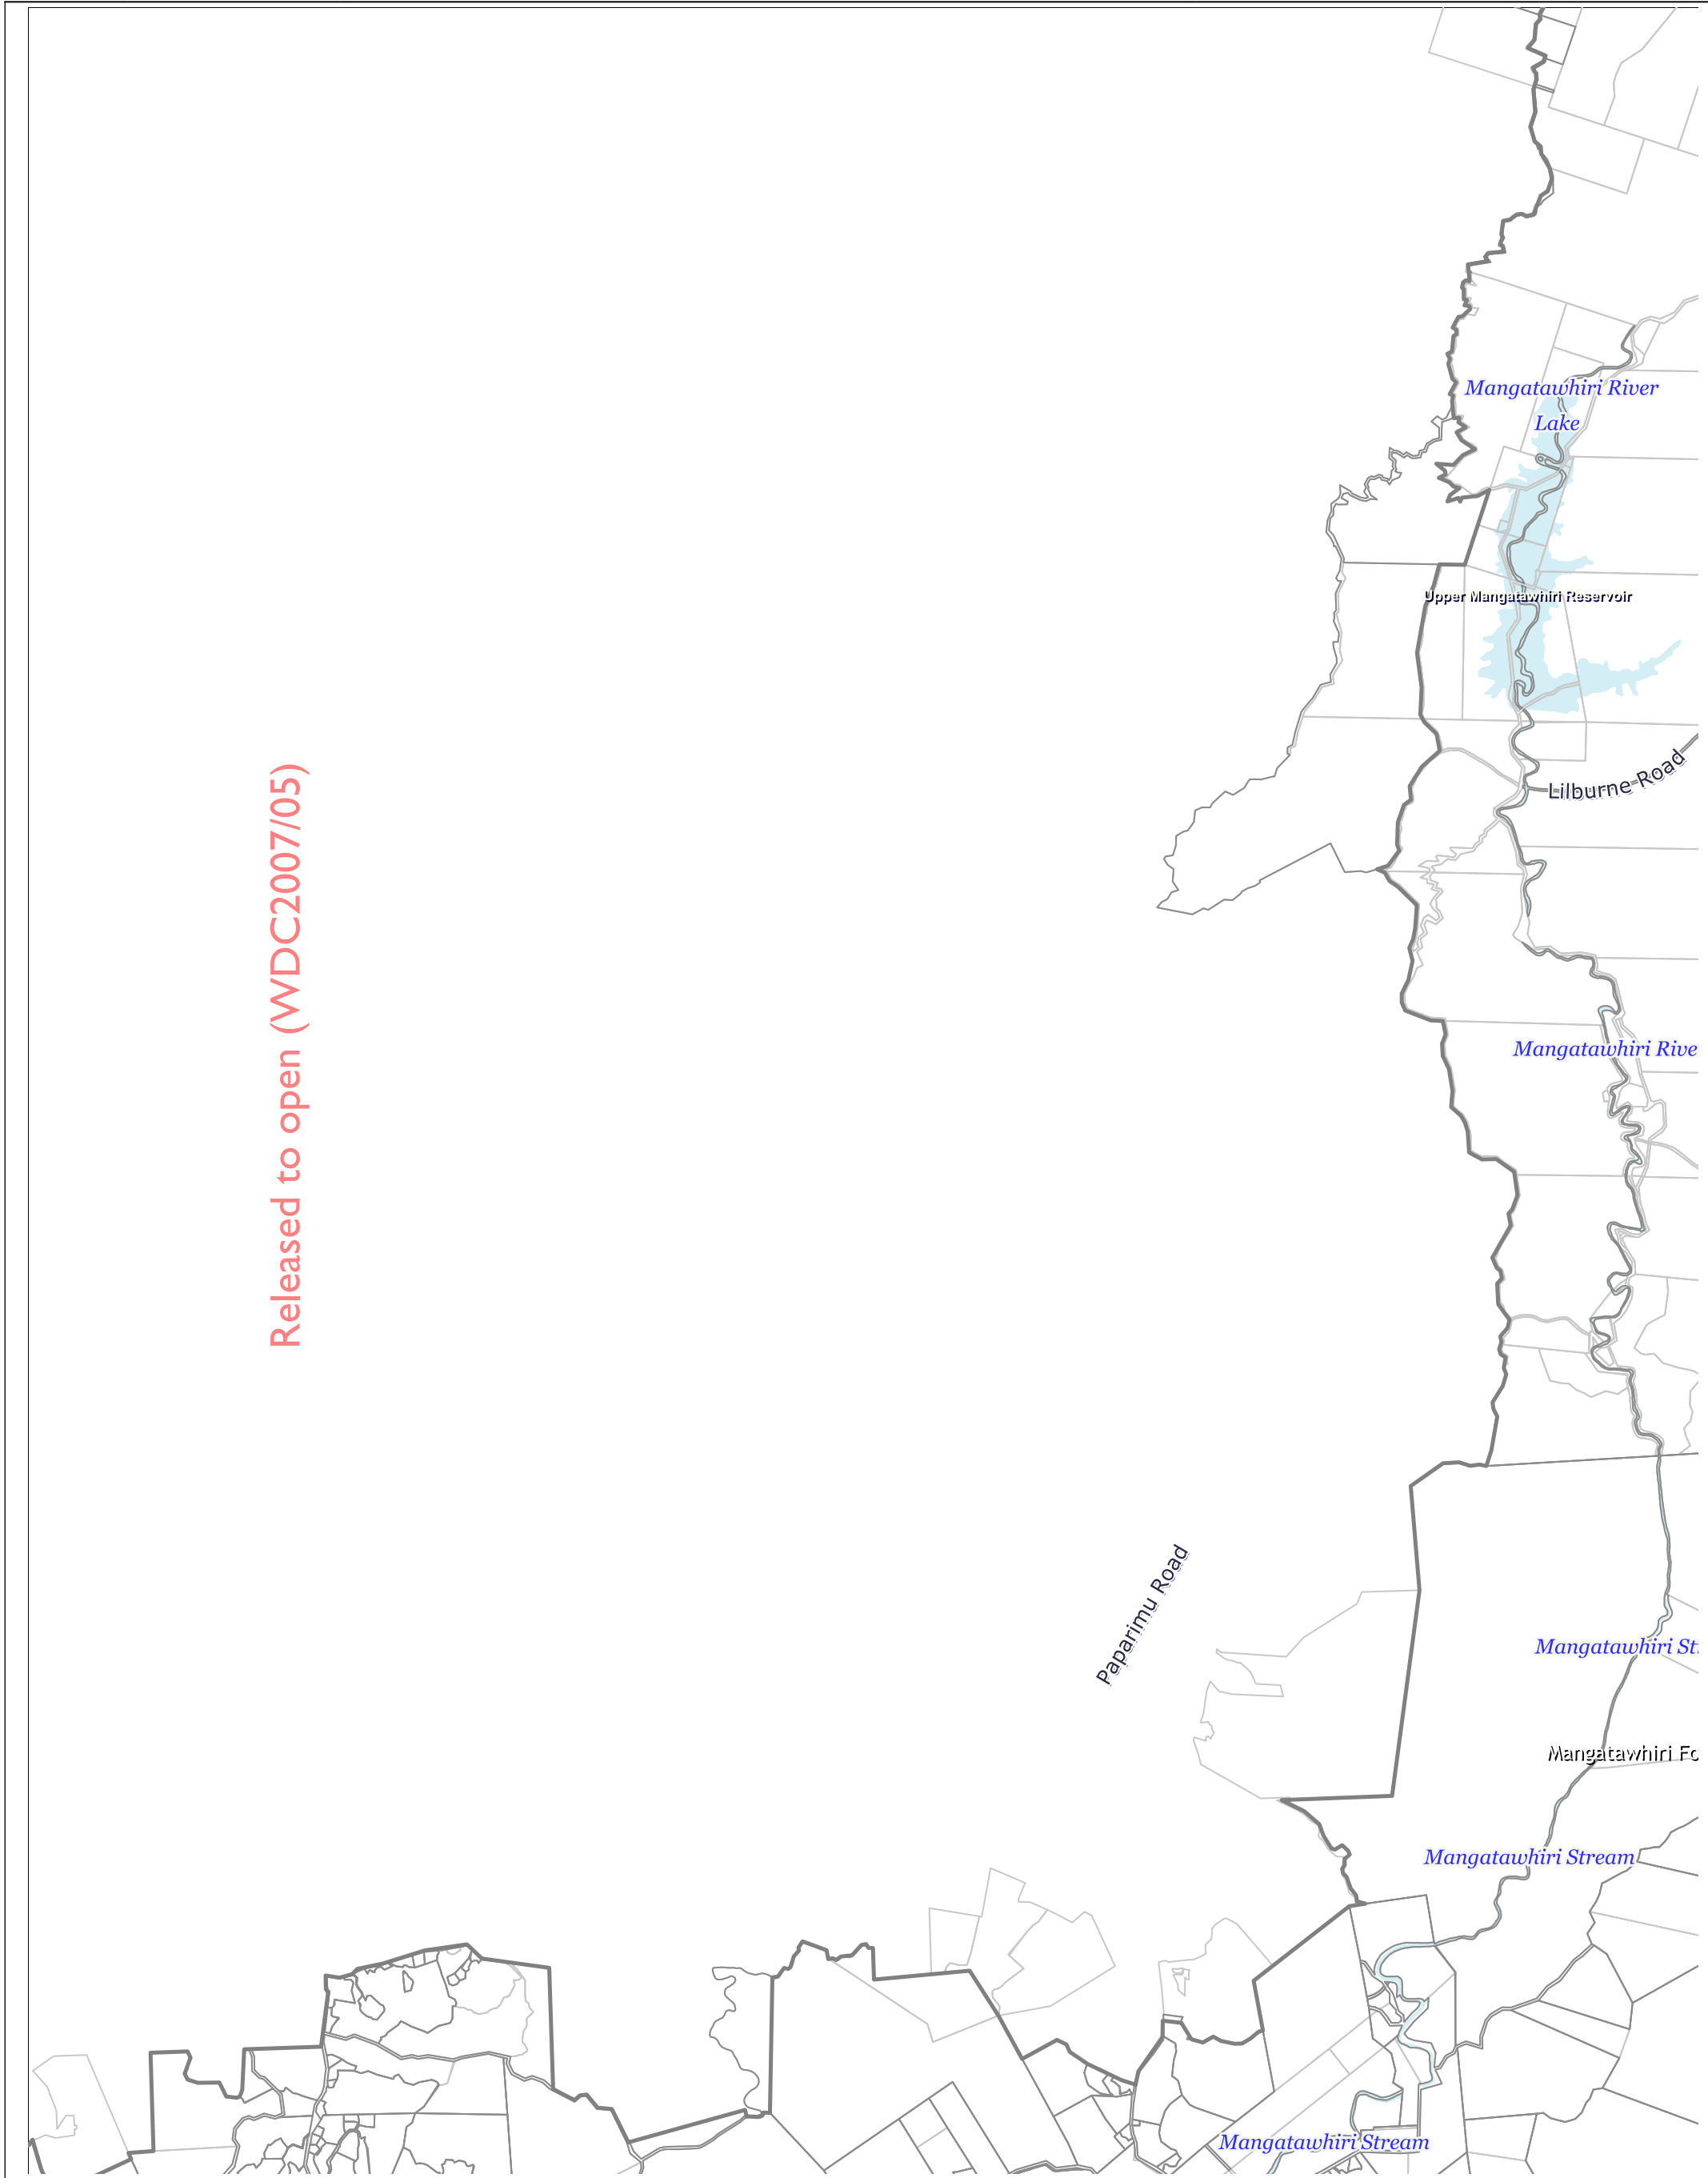 Mangatawhiri River
Lake
Upper Mangatawhiri Reservoir
Lilburne Road
Released to open (WDC2007/05)
Mangatawhiri Rive
Paparimu Road
Mangatawhiri St
Mangatawhiri Fo
Mangatawhiri Stream
Mangatawhiri Stream